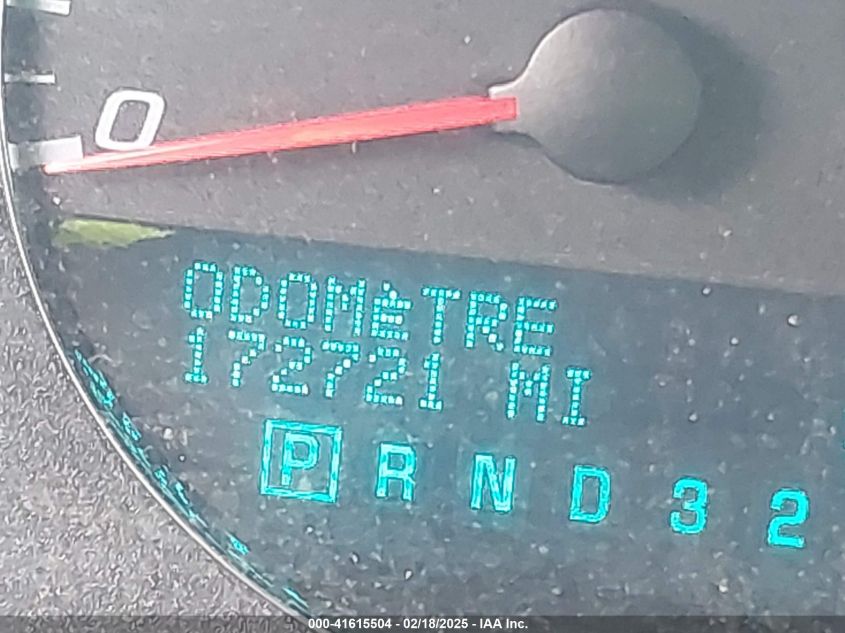 0
ODOMèTRE
172721 MI
P R N D 3 2
000-41615504 - 02/18/2025 - IAA Inc.